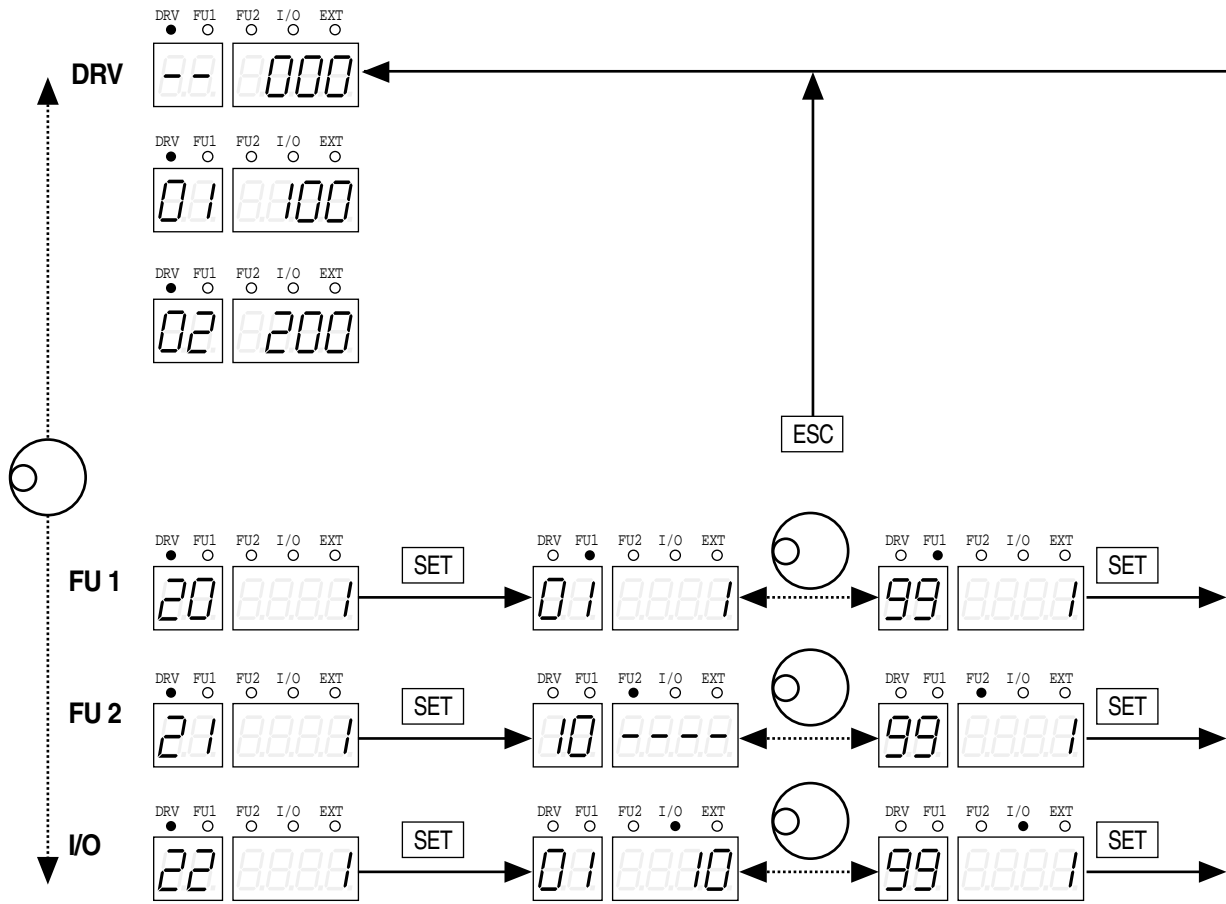 DRV FU1 FU2 I/O EXT
DRV -- 000
DRV FU1 FU2 I/O EXT
01 100
DRV FU1 FU2 I/O EXT
02 200
ESC
DRV FU1 FU2 I/O EXT DRV FU1 FU2 I/O EXT DRV FU1 FU2 I/O EXT
FU 1 20 1 SET 01 1 99 1 SET
DRV FU1 FU2 I/O EXT DRV FU1 FU2 I/O EXT DRV FU1 FU2 I/O EXT
FU 2 21 1 SET 10 ---- 99 1 SET
DRV FU1 FU2 I/O EXT DRV FU1 FU2 I/O EXT DRV FU1 FU2 I/O EXT
I/O 22 1 SET 01 10 99 1 SET